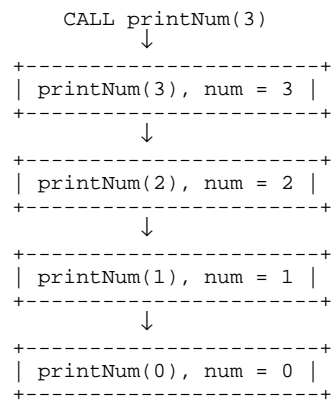 CALL printNum(3)
↓
+-----------------------+
| printNum(3), num = 3 |
+-----------------------+
↓
+-----------------------+
| printNum(2), num = 2 |
+-----------------------+
↓
+-----------------------+
| printNum(1), num = 1 |
+-----------------------+
↓
+-----------------------+
| printNum(0), num = 0 |
+-----------------------+